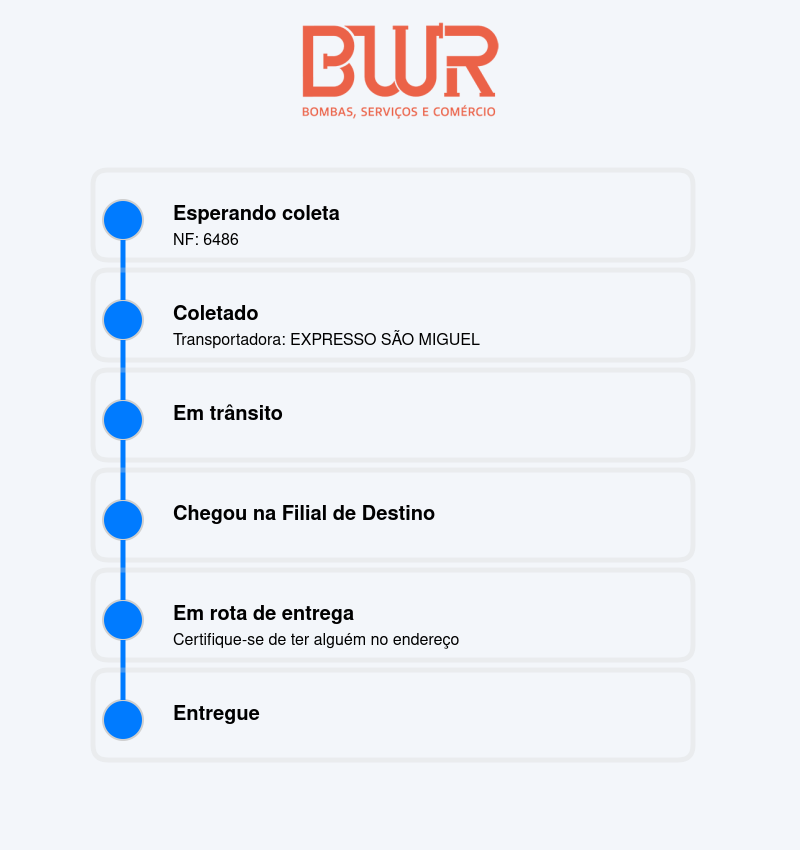 BWR
BOMBAS, SERVIÇOS E COMÉRCIO
Esperando coleta
NF: 6486
Coletado
Transportadora: EXPRESSO SÃO MIGUEL
Em trânsito
Chegou na Filial de Destino
Em rota de entrega
Certifique-se de ter alguém no endereço
Entregue